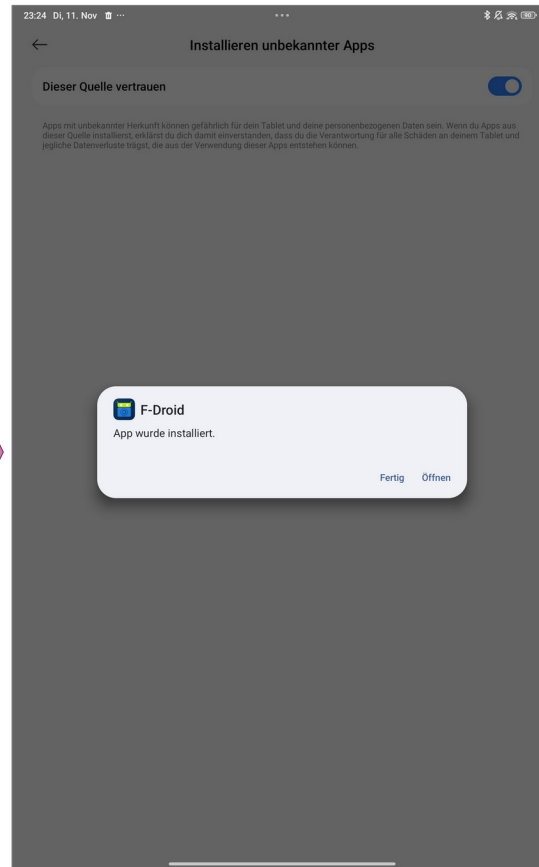 23:24 Di, 11. Nov ...
Installieren unbekannter Apps
Dieser Quelle vertrauen
Apps mit unbekannter Herkunft können gefährlich für dein Tablet und deine personenbezogenen Daten sein. Wenn du Apps aus
dieser Quelle installierst, erklärst du dich damit einverstanden, dass du die Verantwortung für alle Schäden an deinem Tablet und
jegliche Datenverluste trägst, die aus der Verwendung dieser Apps entstehen können.
F-Droid
App wurde installiert.
Fertig Öffnen